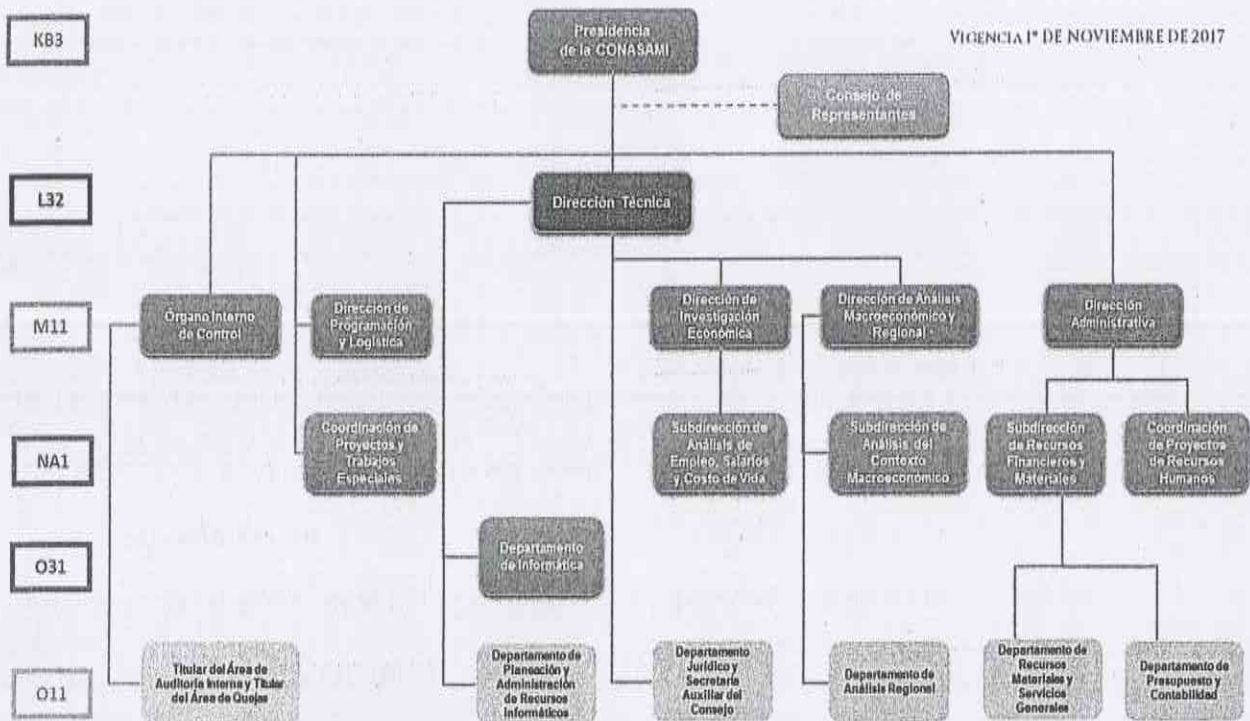 KB3
Presidencia
de la CONASAMI
VIGENCIA 1° DE NOVIEMBRE DE 2017
Consejo de
Representantes
L32
Dirección Técnica
M11
Órgano Interno
de Control
Dirección de
Programación
y Logística
Dirección de
Investigación
Económica
Dirección de Análisis
Macroeconómico y
Regional
Dirección
Administrativa
NA1
Coordinación de
Proyectos y
Trabajos
Especiales
Subdirección de
Análisis de
Empleo, Salarios
y Costo de Vida
Subdirección de
Análisis del
Contexto
Macroeconómico
Subdirección
de Recursos
Financieros y
Materiales
Coordinación
de Proyectos
de Recursos
Humanos
O31
Departamento
de Informática
O11
Titular del Área de
Auditoría Interna y Titular
del Área de Quejas
Departamento de
Planeación y
Administración
de Recursos
Informáticos
Departamento
Jurídico y
Secretaría
Auxiliar del
Consejo
Departamento de
Análisis Regional
Departamento de
Recursos
Materiales y
Servicios
Generales
Departamento de
Presupuesto y
Contabilidad